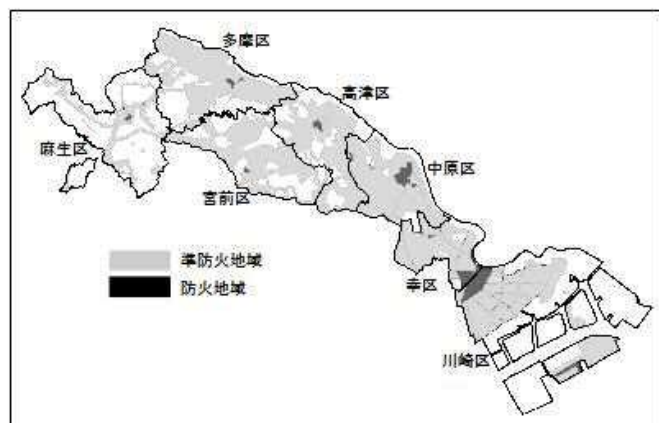 多摩区
高津区
麻生区
中原区
宮前区
準防火地域
防火地域
幸区
川崎区